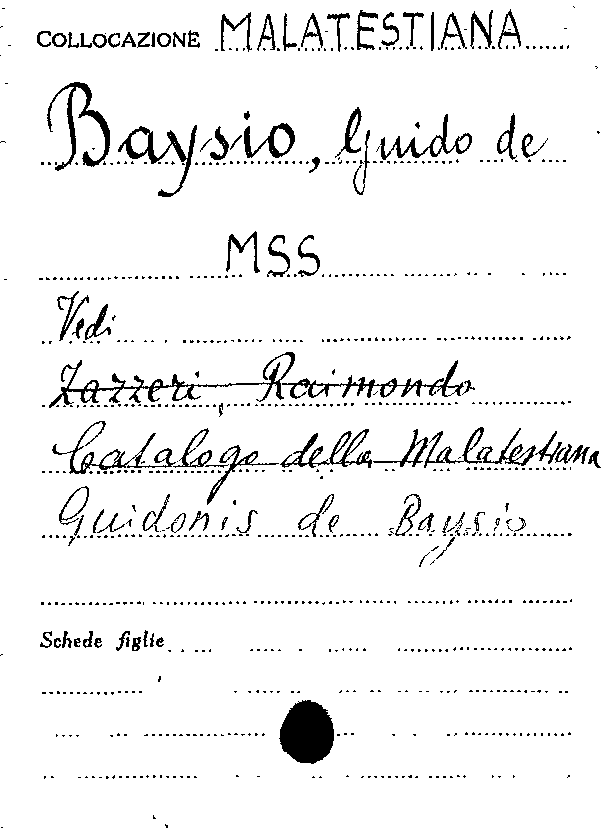 COLLOCAZIONE MALATESTIANA
Baysio, Guido de
MSS
Vedi
Zazzeri, Raimondo
Catalogo della Malatestiana
Guidonis de Baysio
Schede figlie